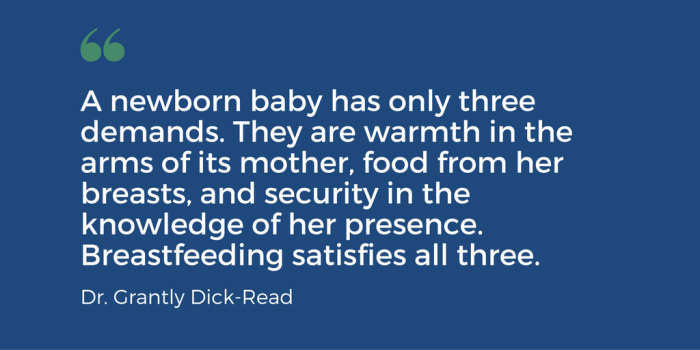 “
A newborn baby has only three
demands. They are warmth in the
arms of its mother, food from her
breasts, and security in the
knowledge of her presence.
Breastfeeding satisfies all three.
Dr. Grantly Dick-Read